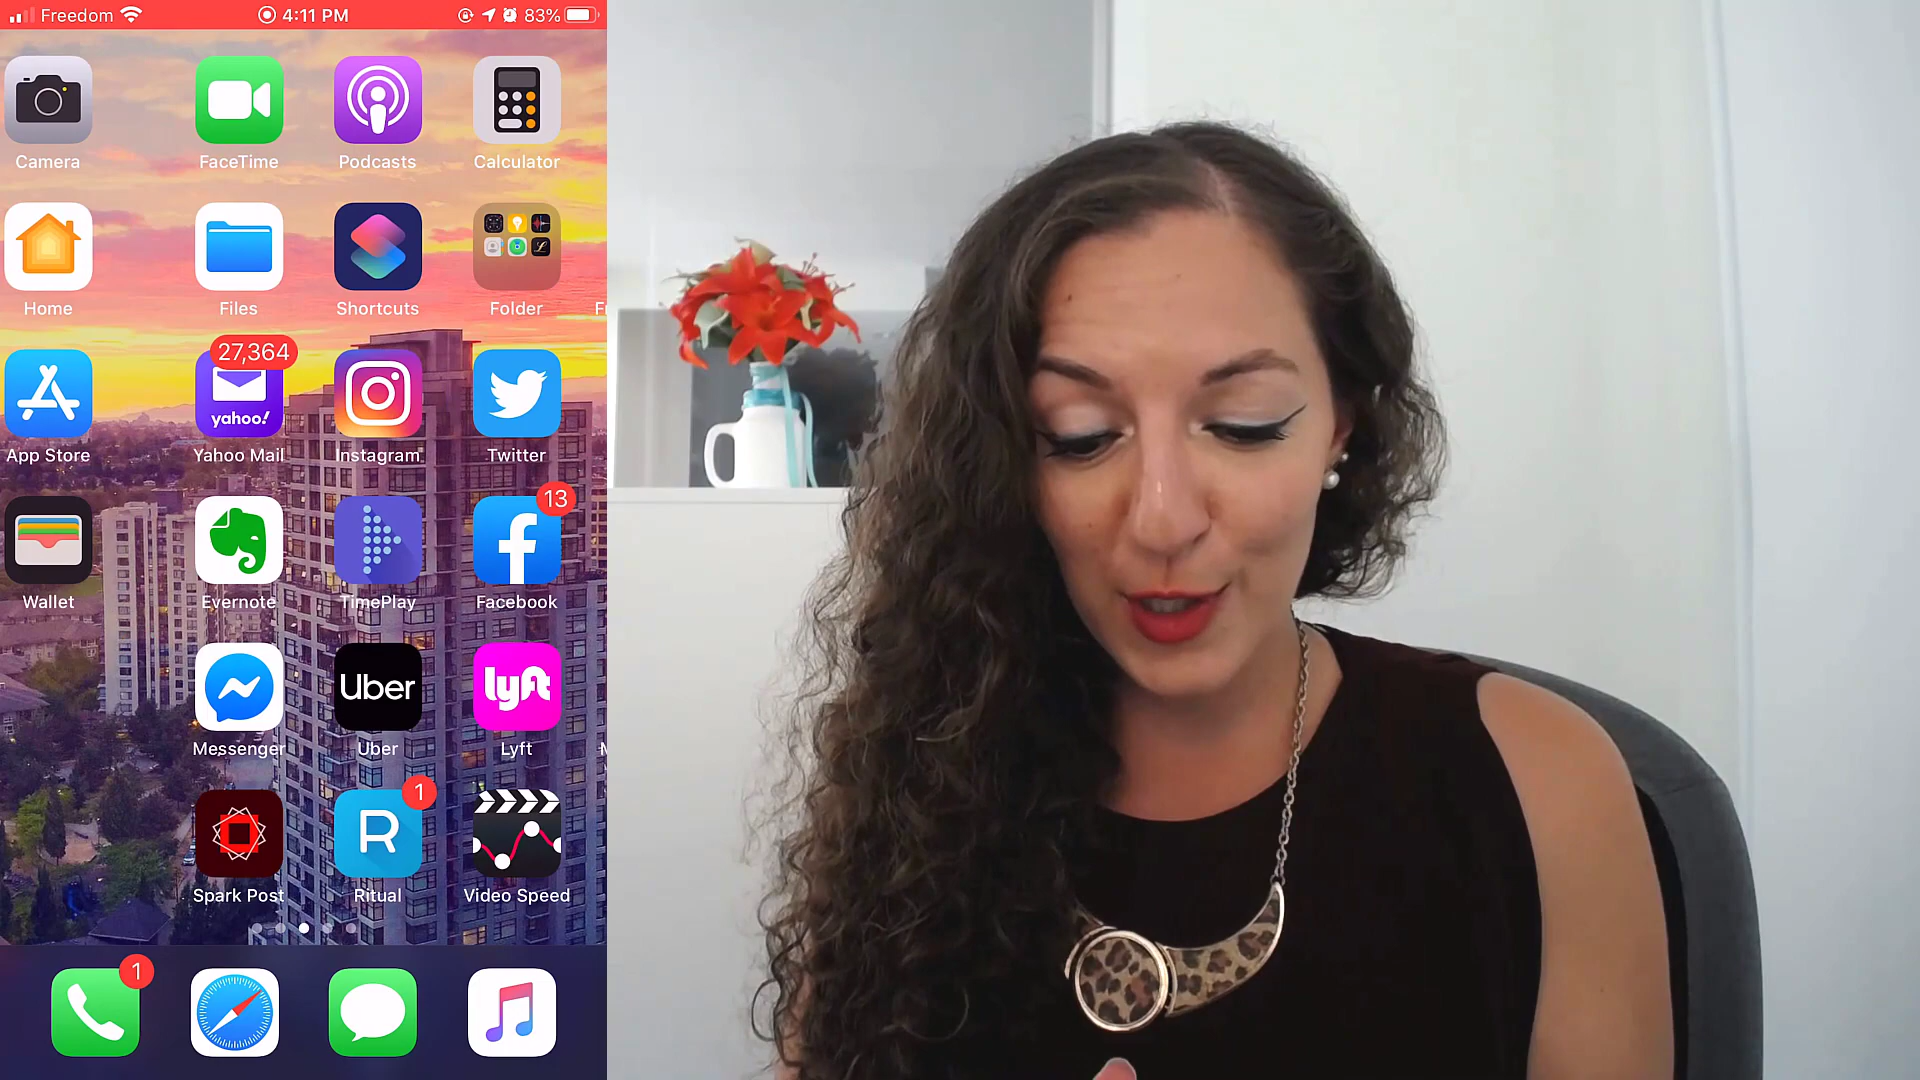 Freedom 4:11 PM 83%
Camera FaceTime Podcasts Calculator
Home Files Shortcuts Folder
27,364
yahoo!
App Store Yahoo Mail Instagram Twitter
13
Wallet Evernote TimePlay Facebook
Uber lyft
Messenger Uber Lyft
1
R
Spark Post Ritual Video Speed
1